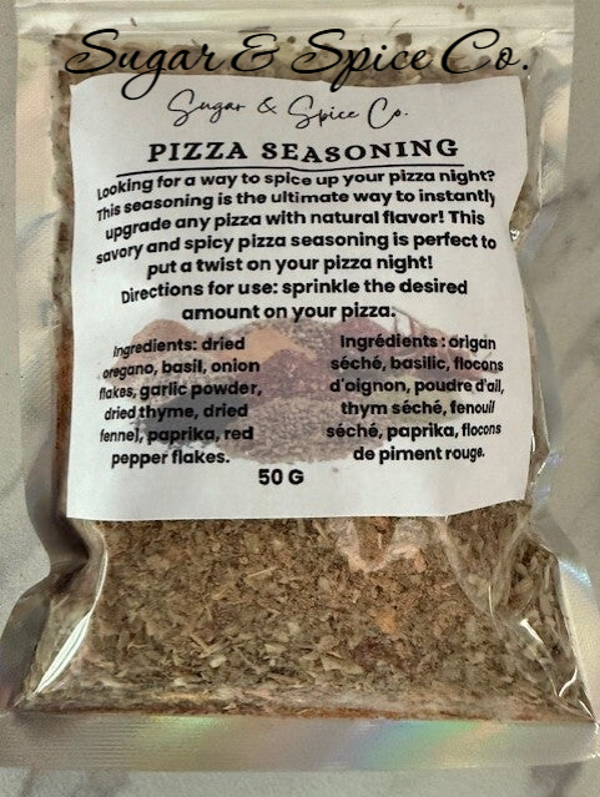 Sugar & Spice Co.
Sugar & Spice Co.
PIZZA SEASONING
Looking for a way to spice up your pizza night?
This seasoning is the ultimate way to instantly
upgrade any pizza with natural flavor! This
savory and spicy pizza seasoning is perfect to
put a twist on your pizza night!
Directions for use: sprinkle the desired
amount on your pizza.
Ingredients: dried
oregano, basil, onion
flakes, garlic powder,
dried thyme, dried
fennel, paprika, red
pepper flakes.
Ingrédients : origan
séché, basilic, flocons
d'oignon, poudre d'ail,
thym séché, fenouil
séché, paprika, flocons
de piment rouge.
50 G